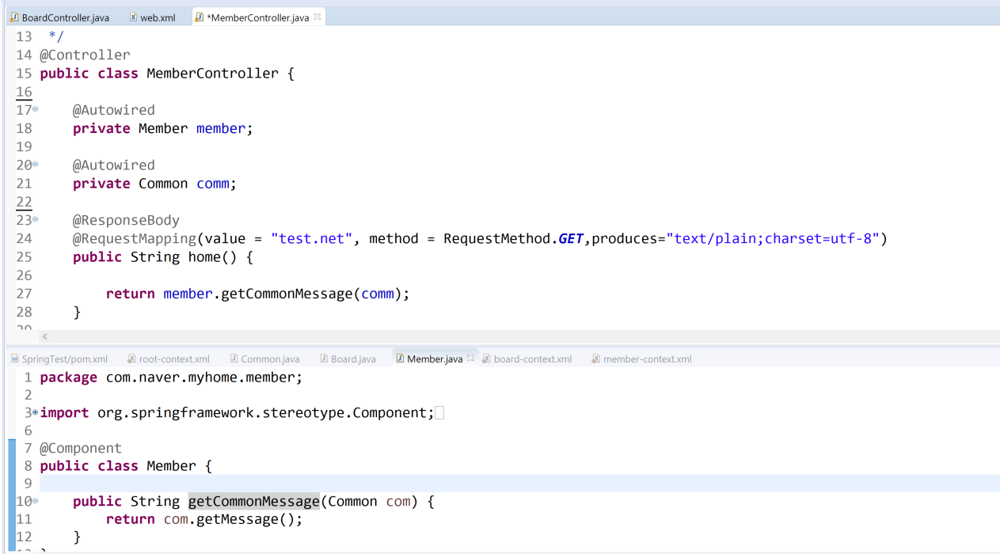 BoardController.java web.xml *MemberController.java
13 */
14 @Controller
15 public class MemberController {
16
17 @Autowired
18 private Member member;
19
20 @Autowired
21 private Common comm;
22
23 @ResponseBody
24 @RequestMapping(value = "test.net", method = RequestMethod.GET,produces="text/plain;charset=utf-8")
25 public String home() {
26
27 return member.getCommonMessage(comm);
28 }
29
SpringTest/pom.xml root-context.xml Common.java Board.java Member.java board-context.xml member-context.xml
1 package com.naver.myhome.member;
2
3 import org.springframework.stereotype.Component;
6
7 @Component
8 public class Member {
9
10 public String getCommonMessage(Common com) {
11 return com.getMessage();
12 }
13 }